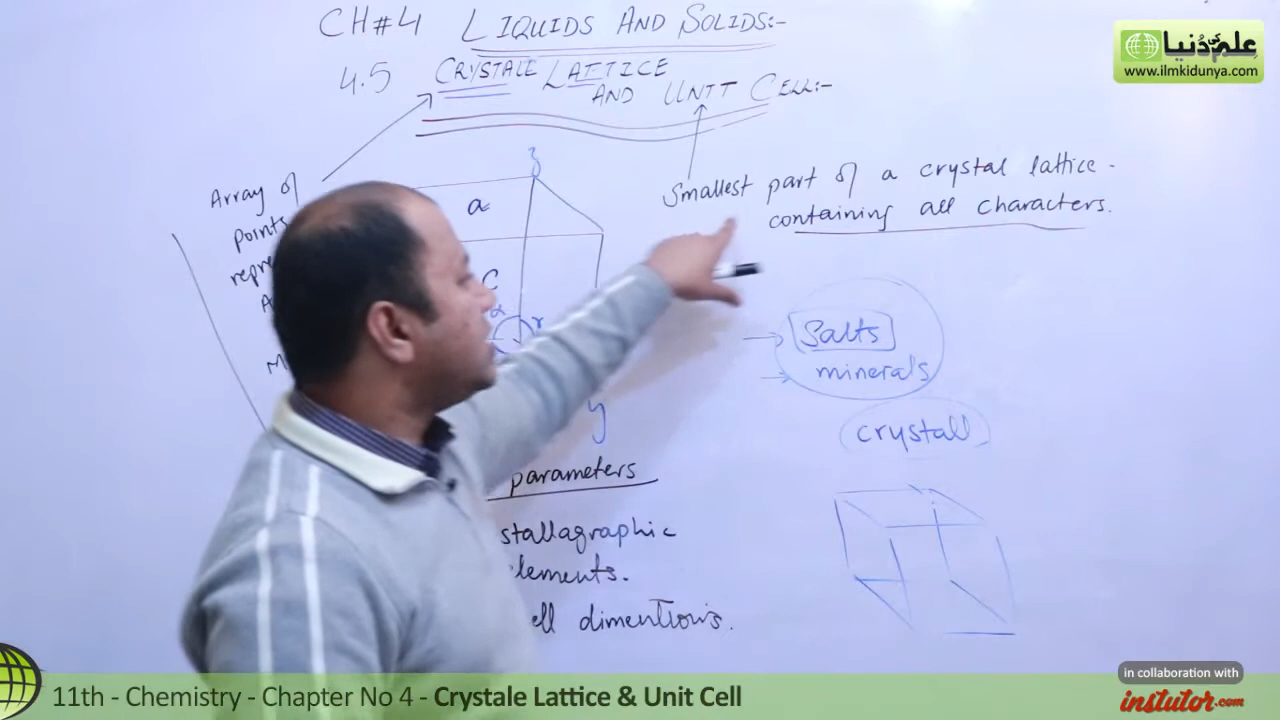 CH#4 LIQUIDS AND SOLIDS:-
4.5 CRYSTALE LATTICE
AND UNIT CELL:-
علم کی دنیا
www.ilmkidunya.com
Array of
points
Smallest part of a crystal lattice-
containing all characters.
z
a
C
α
γ
y
Salts
minerals
crystall
parameters
stallagraphic
elements.
ell dimentions.
11th - Chemistry - Chapter No 4 - Crystale Lattice & Unit Cell
in collaboration with
instutor.com